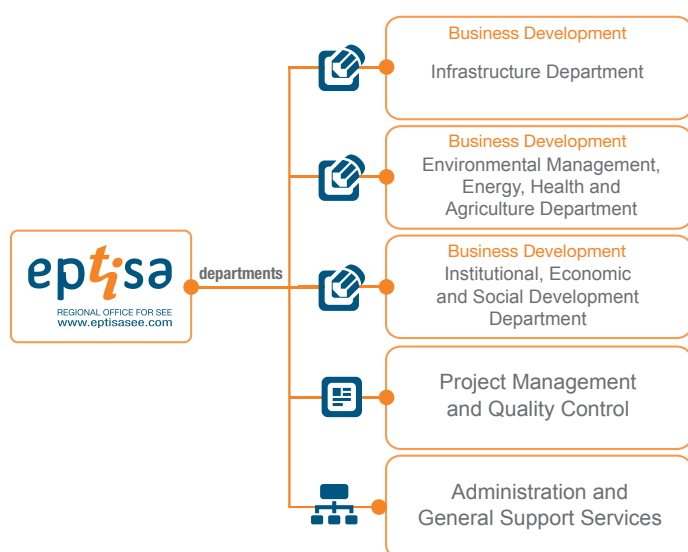 eptisa
REGIONAL OFFICE FOR SEE
www.eptisasee.com
departments
Business Development
Infrastructure Department
Business Development
Environmental Management,
Energy, Health and
Agriculture Department
Business Development
Institutional, Economic
and Social Development
Department
Project Management
and Quality Control
Administration and
General Support Services